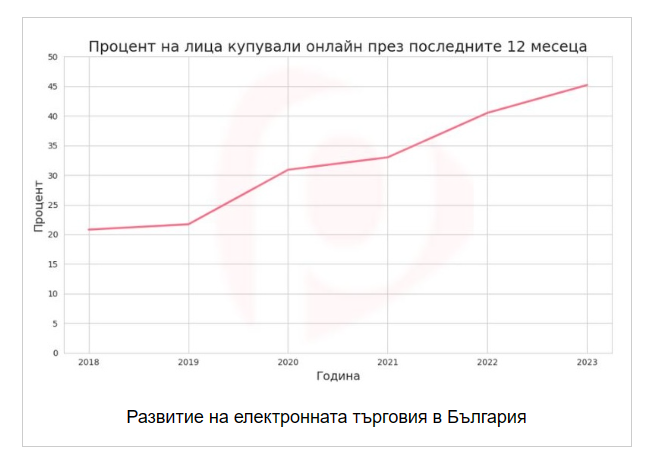 Процент на лица купували онлайн през последните 12 месеца
50
45
40
35
30
25
20
15
10
5
0
Процент
2018 2019 2020 2021 2022 2023
Година
Развитие на електронната търговия в България